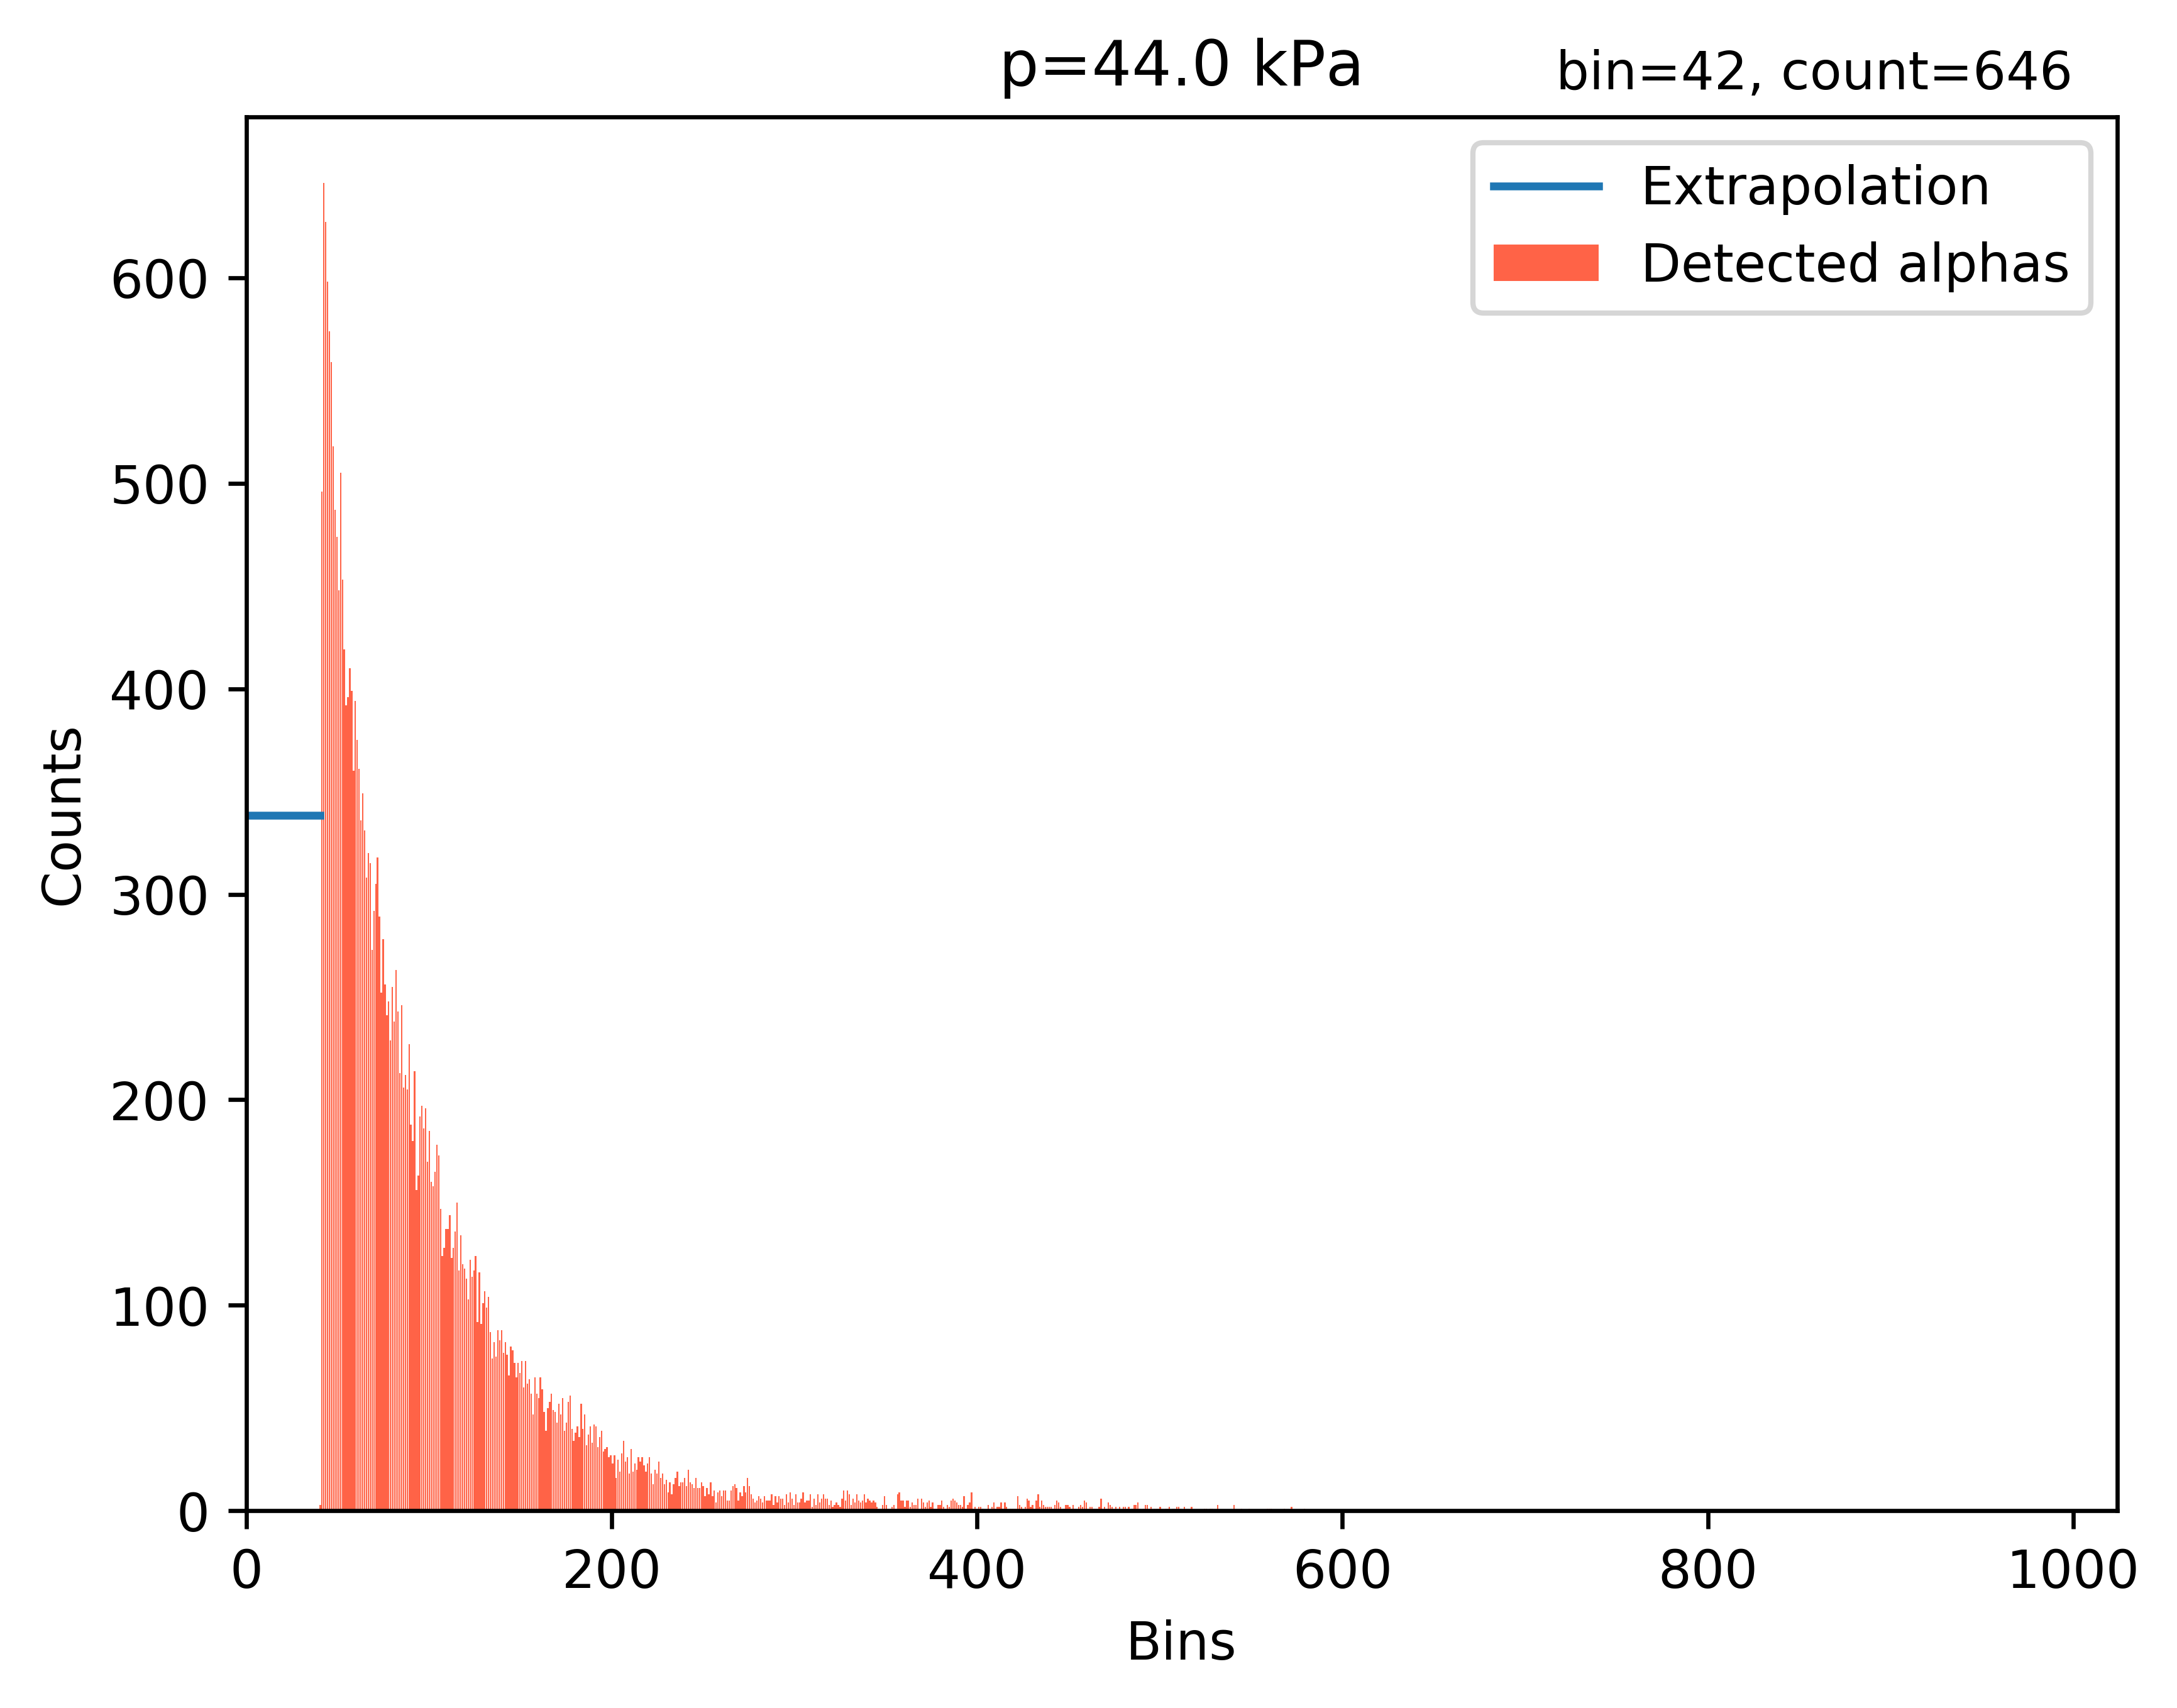 p=44.0 kPa
bin=42, count=646
Extrapolation
Detected alphas
Counts
600
500
400
300
200
100
0
0 200 400 600 800 1000
Bins